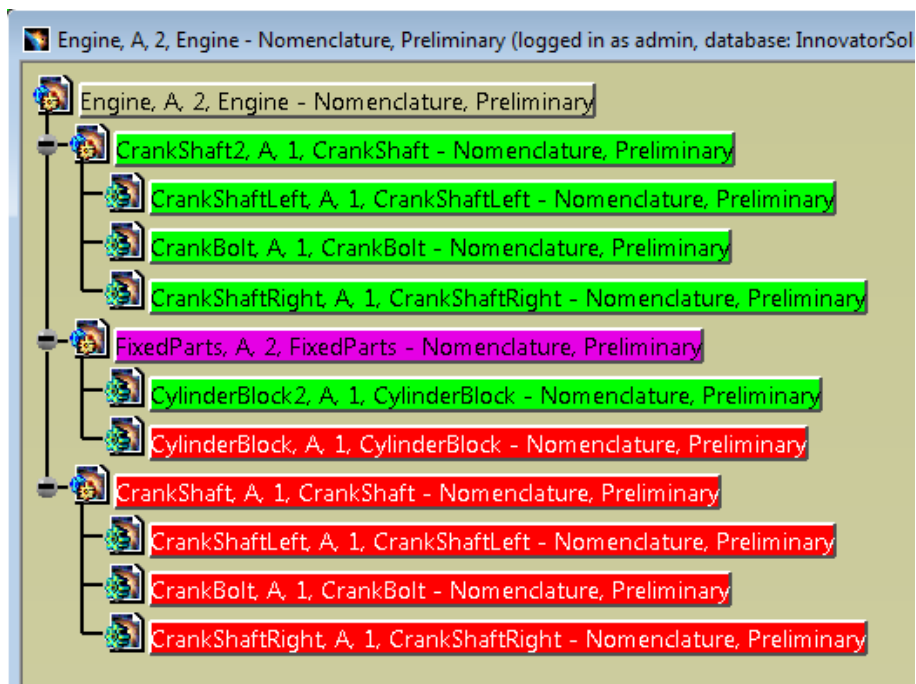 Engine, A, 2, Engine - Nomenclature, Preliminary (logged in as admin, database: InnovatorSol
Engine, A, 2, Engine - Nomenclature, Preliminary
CrankShaft2, A, 1, CrankShaft - Nomenclature, Preliminary
CrankShaftLeft, A, 1, CrankShaftLeft - Nomenclature, Preliminary
CrankBolt, A, 1, CrankBolt - Nomenclature, Preliminary
CrankShaftRight, A, 1, CrankShaftRight - Nomenclature, Preliminary
FixedParts, A, 2, FixedParts - Nomenclature, Preliminary
CylinderBlock2, A, 1, CylinderBlock - Nomenclature, Preliminary
CylinderBlock, A, 1, CylinderBlock - Nomenclature, Preliminary
CrankShaft, A, 1, CrankShaft - Nomenclature, Preliminary
CrankShaftLeft, A, 1, CrankShaftLeft - Nomenclature, Preliminary
CrankBolt, A, 1, CrankBolt - Nomenclature, Preliminary
CrankShaftRight, A, 1, CrankShaftRight - Nomenclature, Preliminary